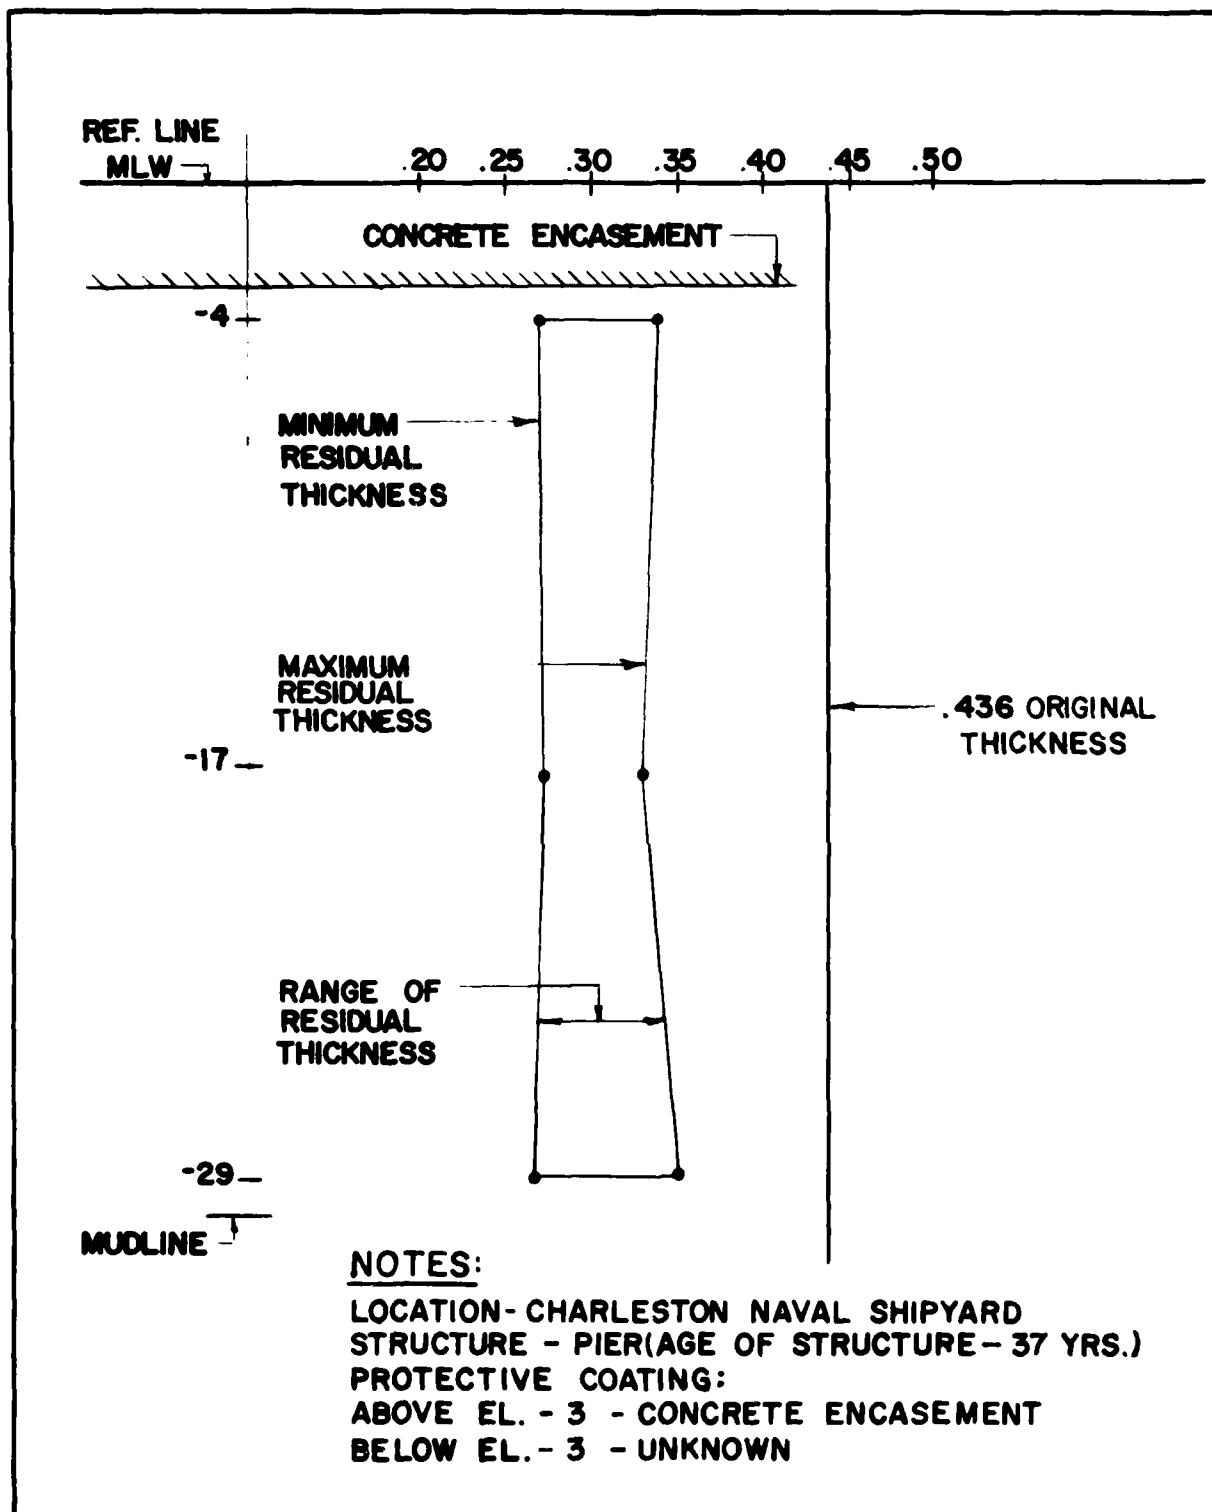 REF. LINE
MLW
.20 .25 .30 .35 .40 .45 .50
CONCRETE ENCASEMENT
-4
MINIMUM
RESIDUAL
THICKNESS
MAXIMUM
RESIDUAL
THICKNESS
.436 ORIGINAL
THICKNESS
-17
RANGE OF
RESIDUAL
THICKNESS
-29
MUDLINE
NOTES:
LOCATION- CHARLESTON NAVAL SHIPYARD
STRUCTURE - PIER(AGE OF STRUCTURE- 37 YRS.)
PROTECTIVE COATING:
ABOVE EL. - 3 - CONCRETE ENCASEMENT
BELOW EL. - 3 - UNKNOWN